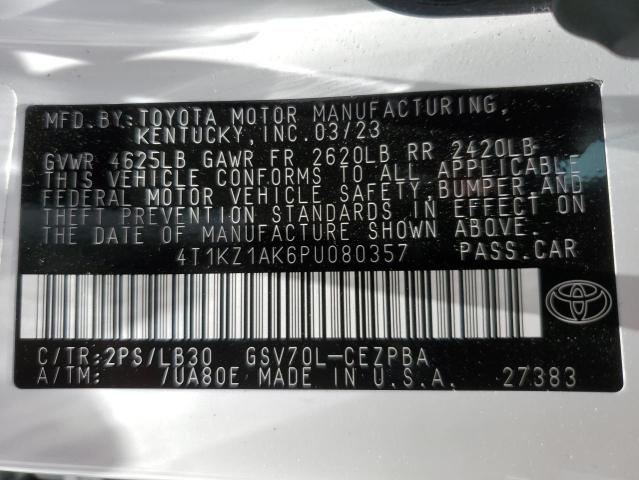 MFD. BY: TOYOTA MOTOR MANUFACTURING,
KENTUCKY, INC. 03/23
GVWR 4625LB GAWR FR 2620LB RR 2420LB
THIS VEHICLE CONFORMS TO ALL APPLICABLE
FEDERAL MOTOR VEHICLE SAFETY, BUMPER AND
THEFT PREVENTION STANDARDS IN EFFECT ON
THE DATE OF MANUFACTURE SHOWN ABOVE.
4T1KZ1AK6PU080357 PASS.CAR
C/TR: 2PS/LB30 GSV70L-CEZPBA
A/TM: /UA80E MADE IN U.S.A. 27383